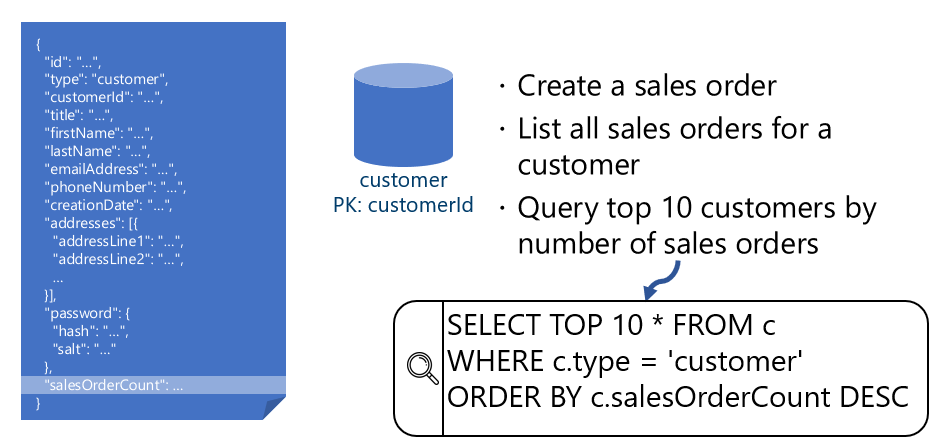 {
"id": "...",
"type": "customer",
"customerId": "...",
"title": "...",
"firstName": "...",
"lastName": "...",
"emailAddress": "...",
"phoneNumber": "...",
"creationDate": "...",
"addresses": [{
"addressLine1": "...",
"addressLine2": "...",
...
}],
"password": {
"hash": "...",
"salt": "..."
},
"salesOrderCount": ...
}
customer
PK: customerId
· Create a sales order
· List all sales orders for a
customer
· Query top 10 customers by
number of sales orders
SELECT TOP 10 * FROM c
WHERE c.type = 'customer'
ORDER BY c.salesOrderCount DESC